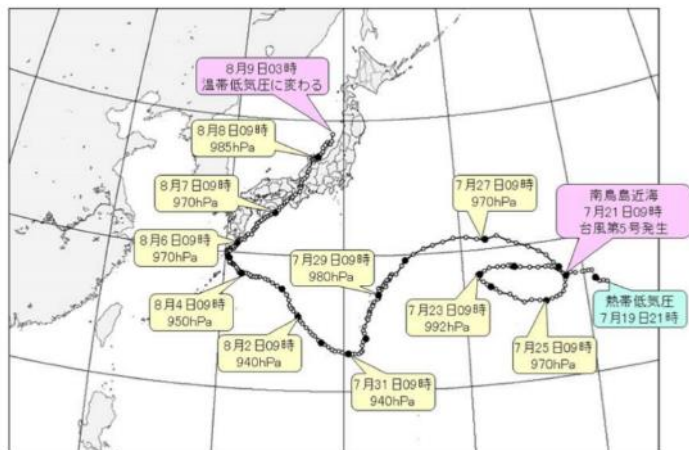 8月9日03時
温帯低気圧に変わる
8月8日09時
985hPa
8月7日09時
970hPa
7月27日09時
970hPa
南鳥島近海
7月21日09時
台風第5号発生
8月6日09時
970hPa
7月29日09時
980hPa
8月4日09時
950hPa
7月23日09時
992hPa
熱帯低気圧
7月19日21時
8月2日09時
940hPa
7月25日09時
970hPa
7月31日09時
940hPa